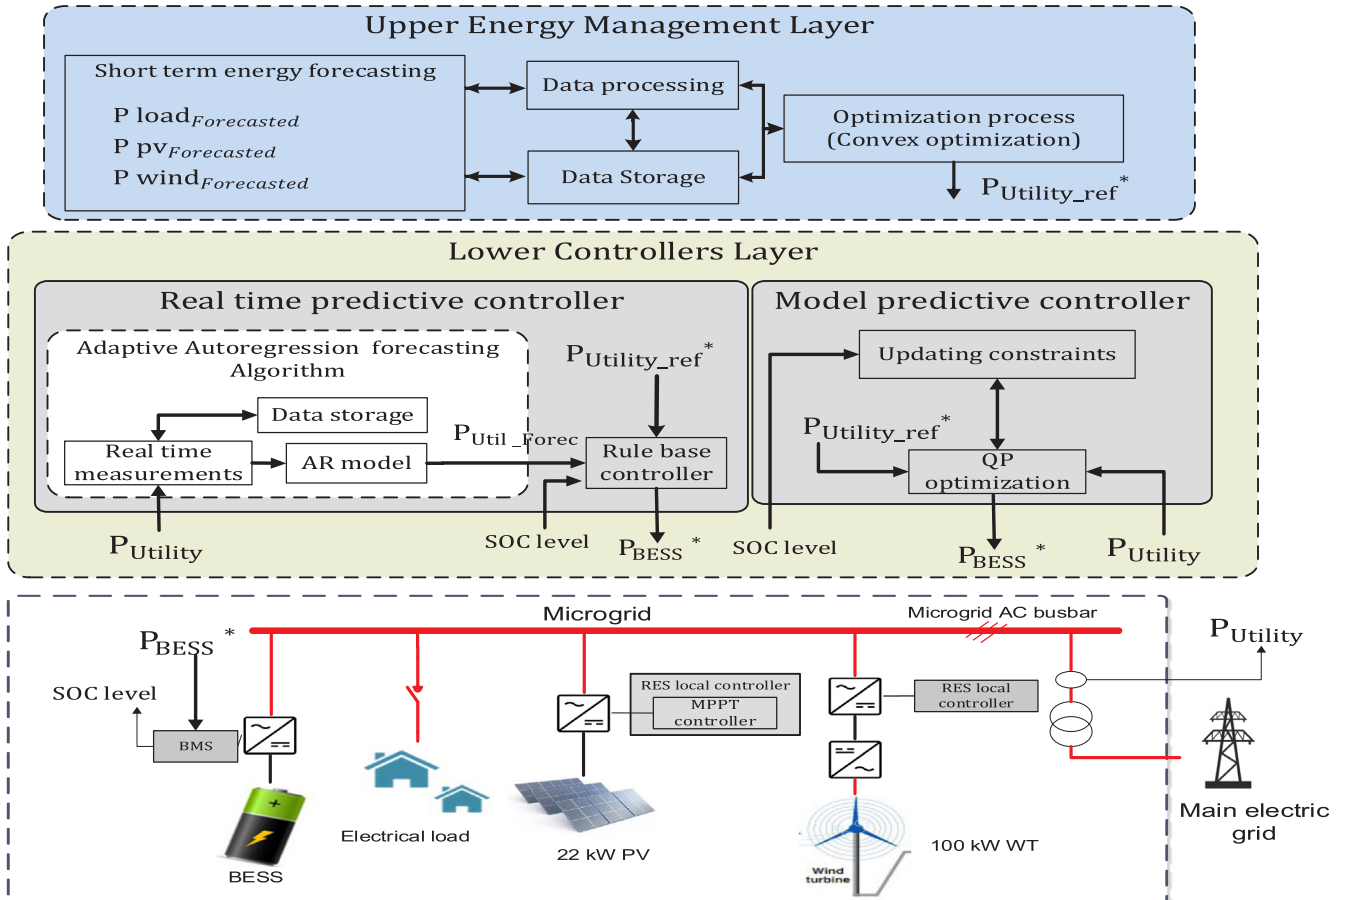 Upper Energy Management Layer
Short term energy forecasting
P load_Forecasted
P pv_Forecasted
P wind_Forecasted
Data processing
Data Storage
Optimization process
(Convex optimization)
P_Utility_ref*
Lower Controllers Layer
Real time predictive controller
Adaptive Autoregression forecasting
Algorithm
Data storage
Real time
measurements
AR model
P_Util_Forec
P_Utility_ref*
Rule base
controller
P_Utility
SOC level
P_BESS*
Model predictive controller
Updating constraints
P_Utility_ref*
QP
optimization
SOC level
P_BESS*
P_Utility
Microgrid
Microgrid AC busbar
P_BESS*
SOC level
BMS
BESS
Electrical load
RES local controller
MPPT
controller
22 kW PV
RES local
controller
Wind
turbine
100 kW WT
P_Utility
Main electric
grid